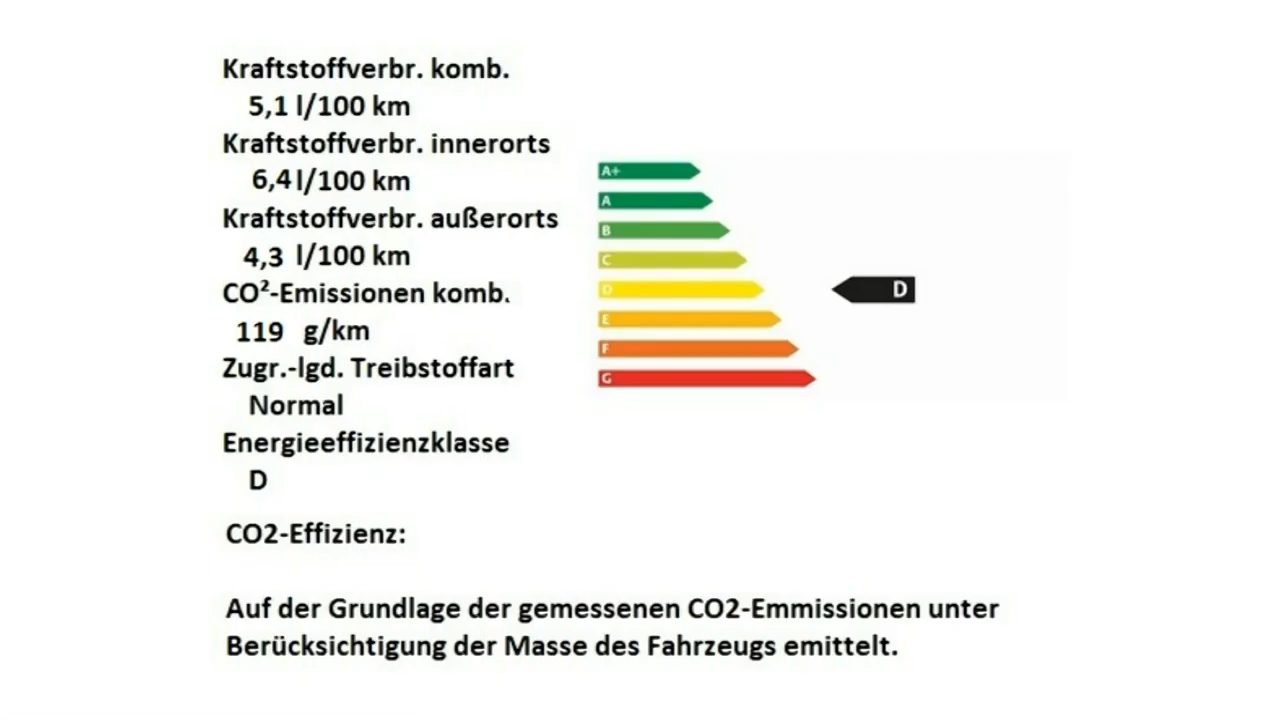 Kraftstoffverbr. komb.
5,1 l/100 km
Kraftstoffverbr. innerorts
6,4 l/100 km
Kraftstoffverbr. außerorts
4,3 l/100 km
CO²-Emissionen komb.
119 g/km
Zugr.-lgd. Treibstoffart
Normal
Energieeffizienzklasse
D
A+
A
B
C
D
D
E
F
G
CO2-Effizienz:
Auf der Grundlage der gemessenen CO2-Emmissionen unter
Berücksichtigung der Masse des Fahrzeugs emittelt.